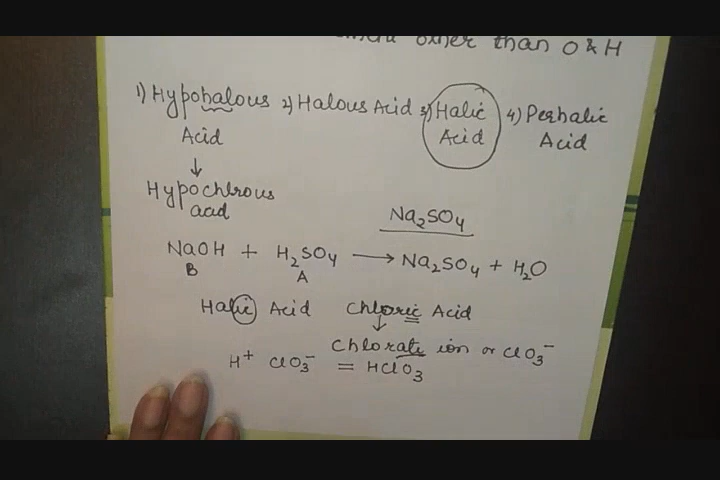 other than O & H
1) Hypohalous 2) Halous Acid 3) Halic 4) Perhalic
Acid Acid Acid
↓
Hypochlrous
acid
Na₂SO₄
NaOH + H₂SO₄ → Na₂SO₄ + H₂O
B A
Halic Acid Chloric Acid
↓
Chlorate ion or ClO₃⁻
H⁺ ClO₃⁻ = HClO₃